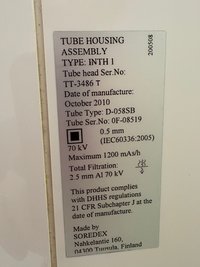 TUBE HOUSING
ASSEMBLY
TYPE: INTH 1
Tube head Ser.No:
TT-3486 T
Date of manufacture:
October 2010
Tube Type: D-058SB
Tube Ser.No: 0F-08519
0.5 mm
(IEC60336:2005)
70 kV
Maximum 1200 mAs/h
Total Filtration:
2.5 mm Al 70 kV
This product complies
with DHHS regulations
21 CFR Subchapter J at the
date of manufacture.
Made by
SOREDEX
Nahkelantie 160,
04300 Tuusula, Finland
200508